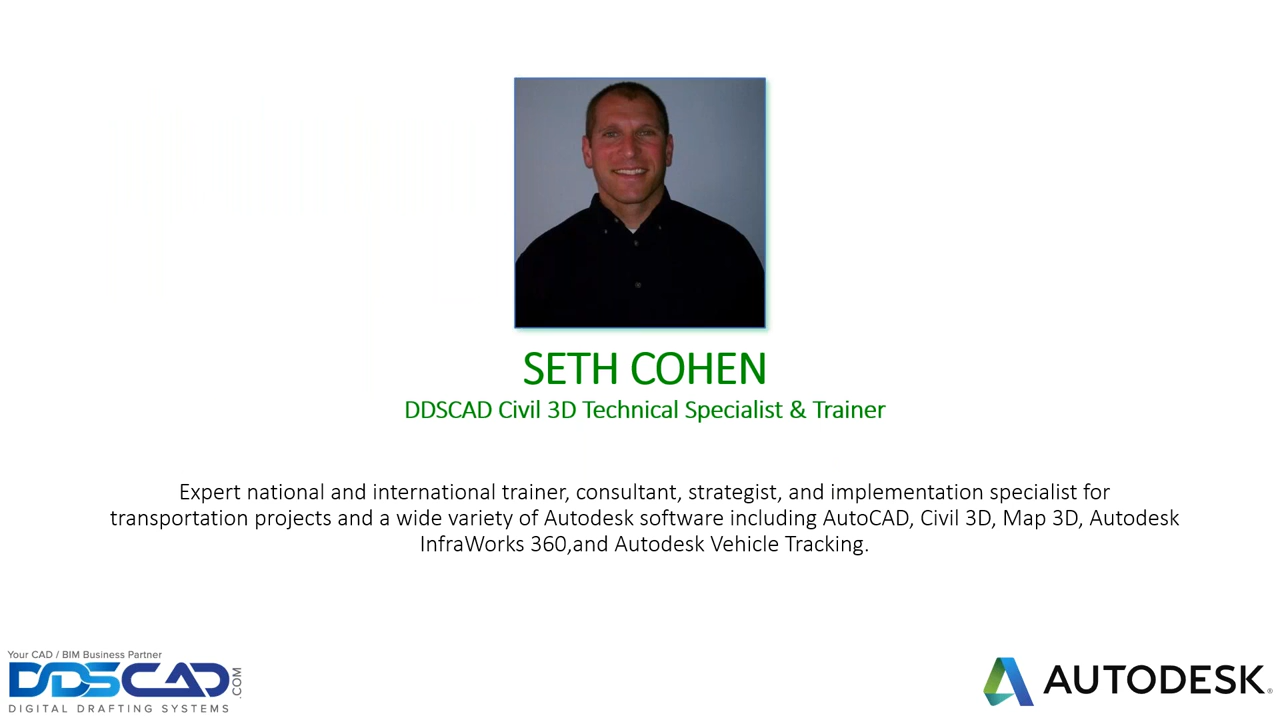 SETH COHEN
DDSCAD Civil 3D Technical Specialist & Trainer
Expert national and international trainer, consultant, strategist, and implementation specialist for
transportation projects and a wide variety of Autodesk software including AutoCAD, Civil 3D, Map 3D, Autodesk
InfraWorks 360,and Autodesk Vehicle Tracking.
Your CAD / BIM Business Partner
DDSCAD.COM
DIGITAL DRAFTING SYSTEMS
AUTODESK®